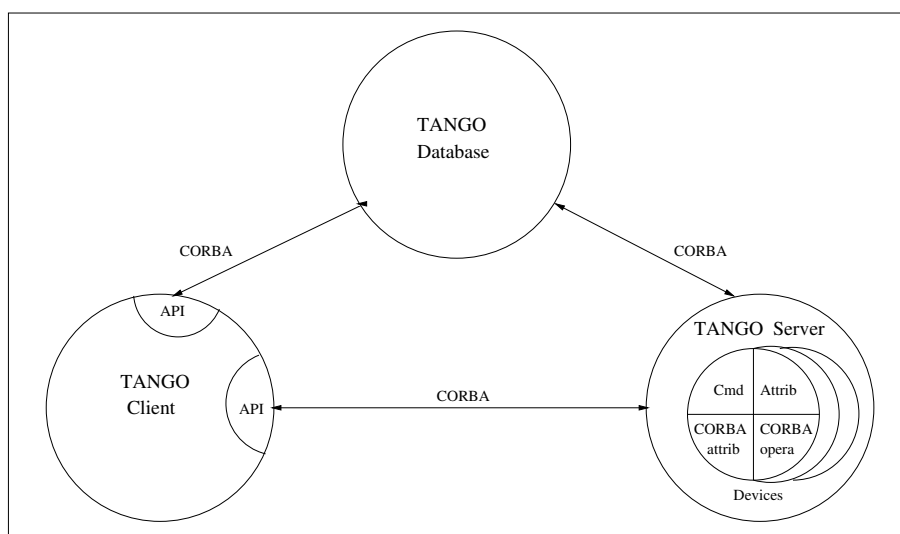 TANGO
Database
CORBA
CORBA
API
TANGO
Client
API
CORBA
TANGO Server
Cmd
Attrib
CORBA
attrib
CORBA
opera
Devices